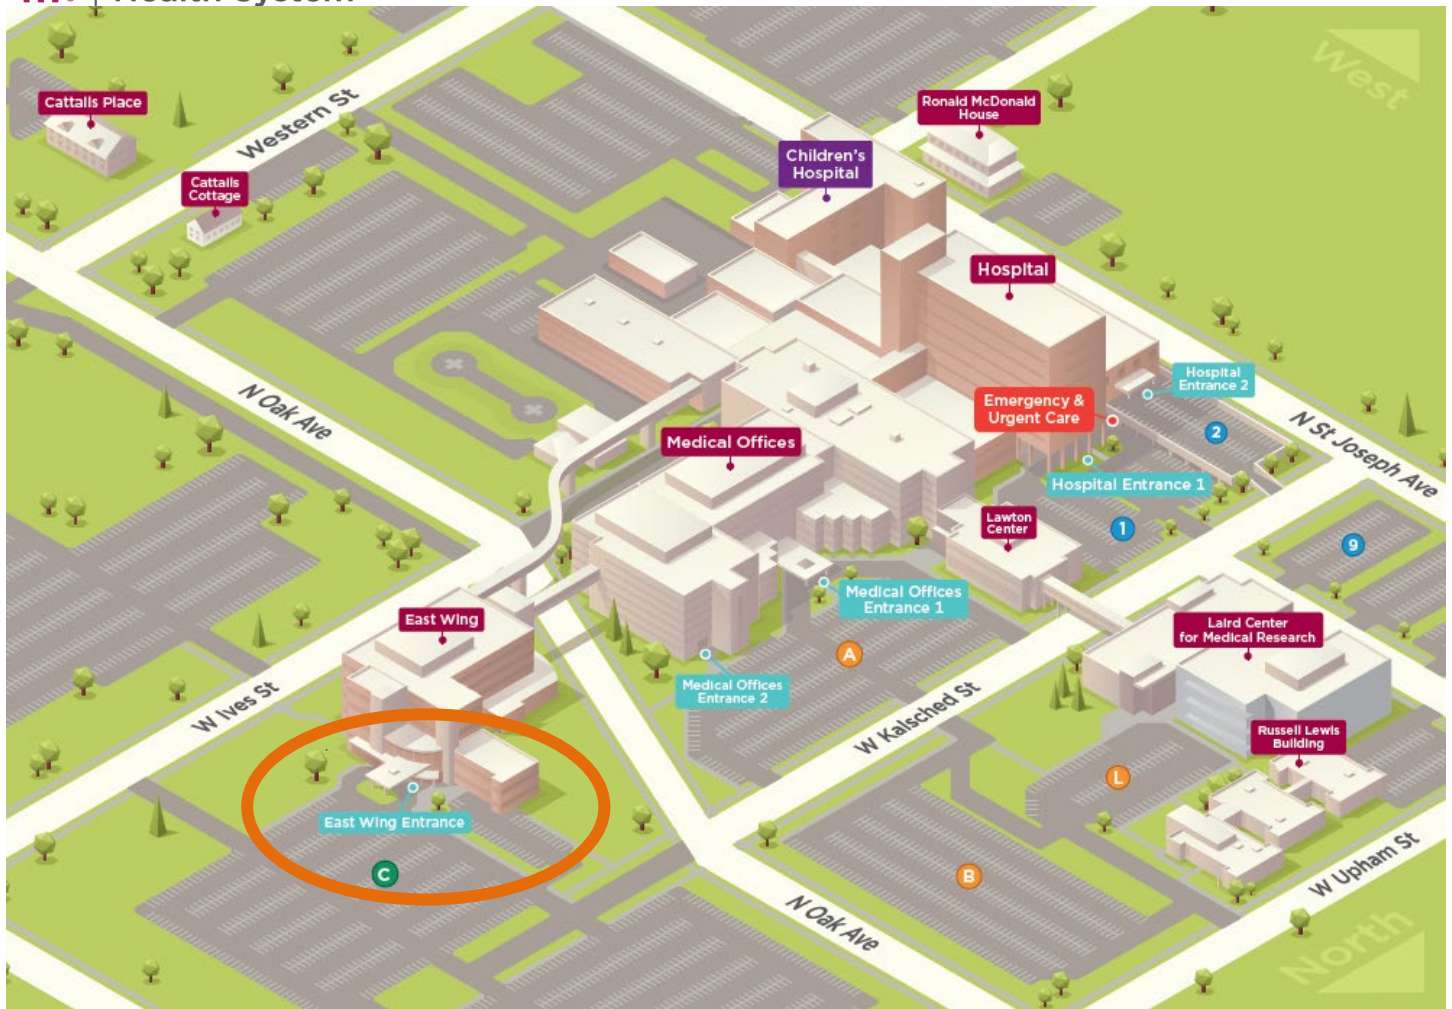 Health System
West
Cattails Place
Western St
Ronald McDonald
House
Children's
Hospital
Cattails
Cottage
Hospital
Hospital
Entrance 2
N Oak Ave
Emergency &
Urgent Care
2
N St Joseph Ave
Medical Offices
Hospital Entrance 1
Lawton
Center
1
9
Medical Offices
Entrance 1
East Wing
Laird Center
for Medical Research
A
Medical Offices
Entrance 2
W Ives St
W Kalsched St
Russell Lewis
Building
L
East Wing Entrance
C
B
W Upham St
N Oak Ave
North